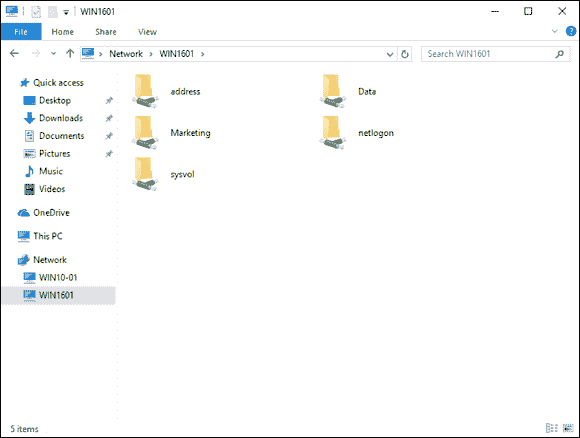 WIN1601
File Home Share View
Network WIN1601 Search WIN1601
Quick access
Desktop
Downloads
Documents
Pictures
Music
Videos
OneDrive
This PC
Network
WIN10-01
WIN1601
address Data
Marketing netlogon
sysvol
5 items